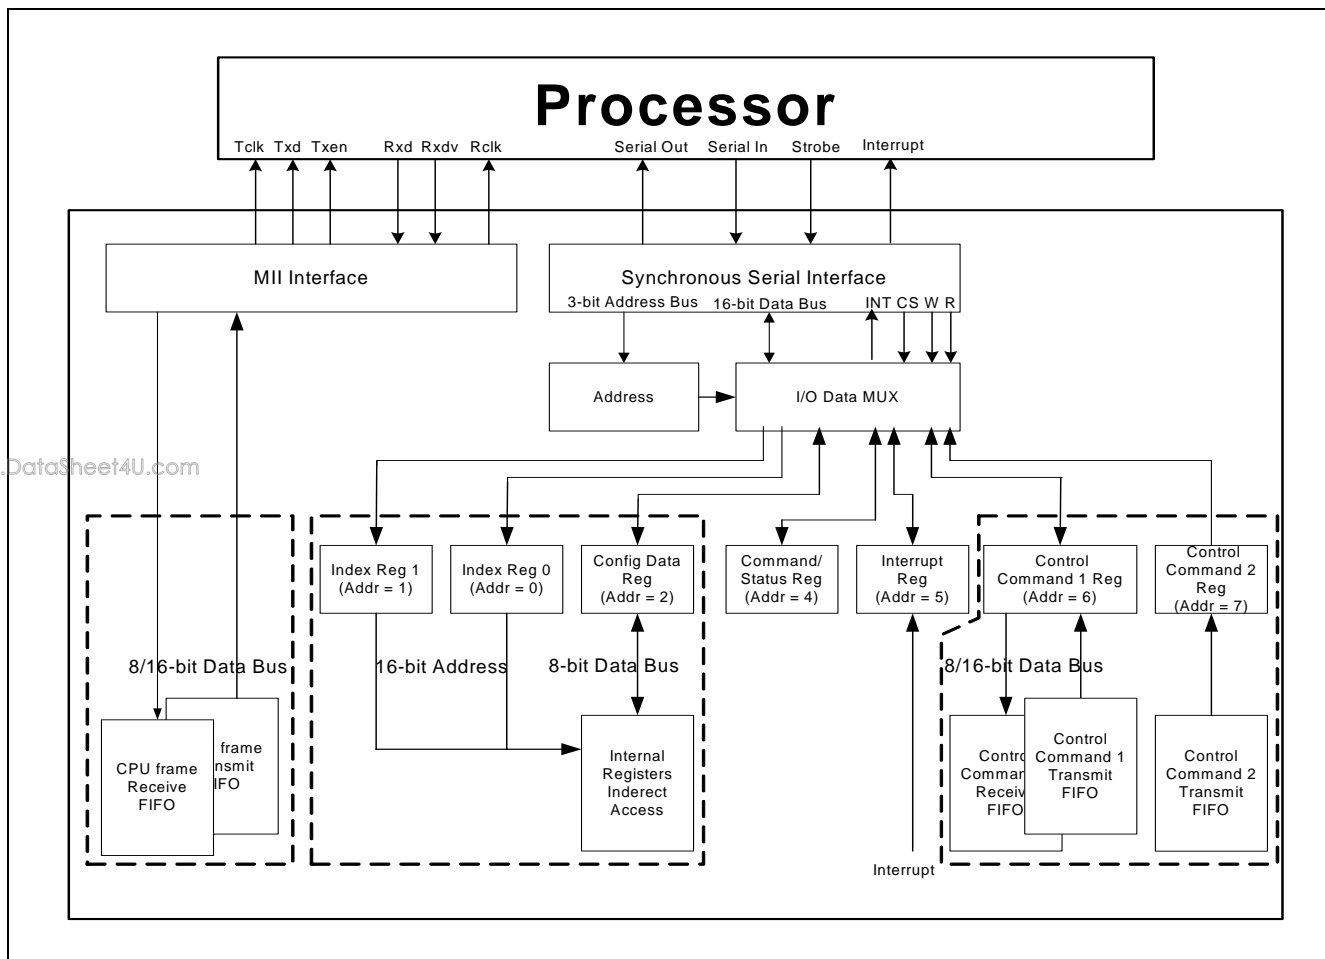 Processor
Tclk Txd Txen Rxd Rxdv Rclk Serial Out Serial In Strobe Interrupt
MII Interface
Synchronous Serial Interface
3-bit Address Bus 16-bit Data Bus INT CS W R
Address
I/O Data MUX
.DataSheet4U.com
Index Reg 1
(Addr = 1)
Index Reg 0
(Addr = 0)
Config Data
Reg
(Addr = 2)
Command/
Status Reg
(Addr = 4)
Interrupt
Reg
(Addr = 5)
Control
Command 1 Reg
(Addr = 6)
Control
Command 2
Reg
(Addr = 7)
8/16-bit Data Bus
16-bit Address
8-bit Data Bus
8/16-bit Data Bus
CPU frame
Receive
FIFO
frame
Internal
Registers
Inderect
Access
Control
Command 1
Transmit
FIFO
Control
Command 2
Transmit
FIFO
Command
FIFO
Interrupt